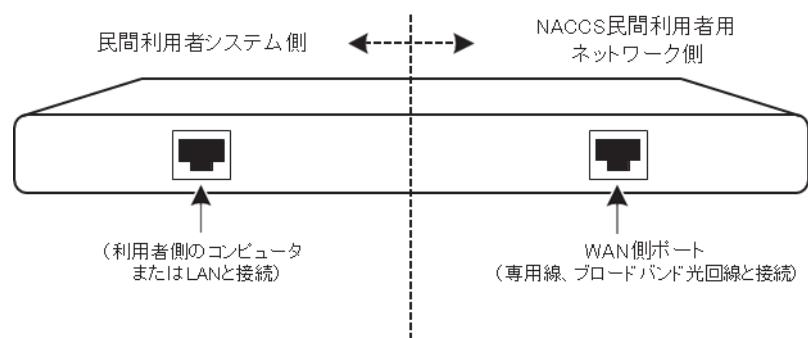 民間利用者システム側
NACCS民間利用者用
ネットワーク側
(利用者側のコンピュータ
またはLANと接続)
WAN側ポート
(専用線、ブロードバンド光回線と接続)